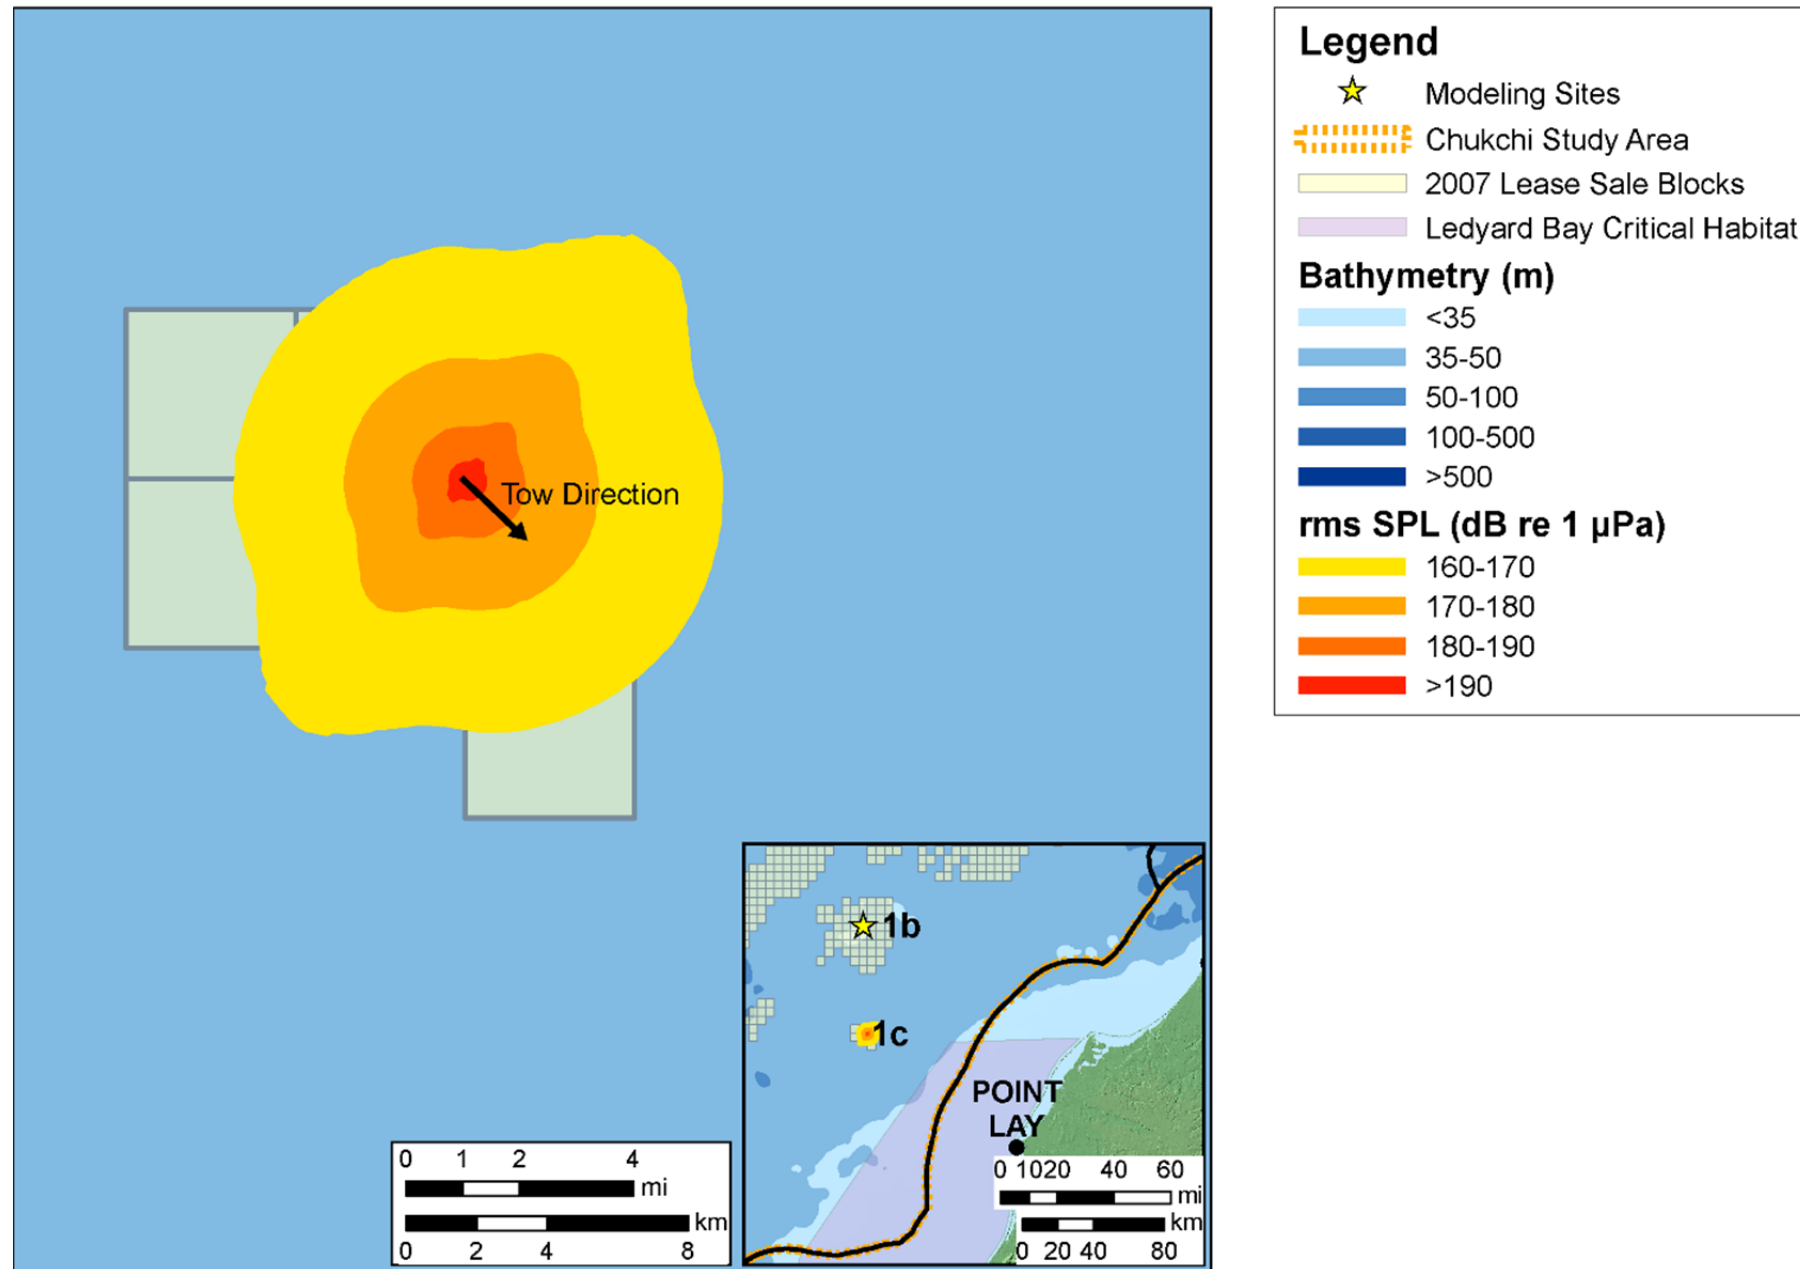 Tow Direction
0 1 2 4
mi
km
0 2 4 8
1b
1c
POINT
LAY
0 10 20 40 60
mi
km
0 20 40 80
Legend
Modeling Sites
Chukchi Study Area
2007 Lease Sale Blocks
Ledyard Bay Critical Habitat
Bathymetry (m)
<35
35-50
50-100
100-500
>500
rms SPL (dB re 1 µPa)
160-170
170-180
180-190
>190